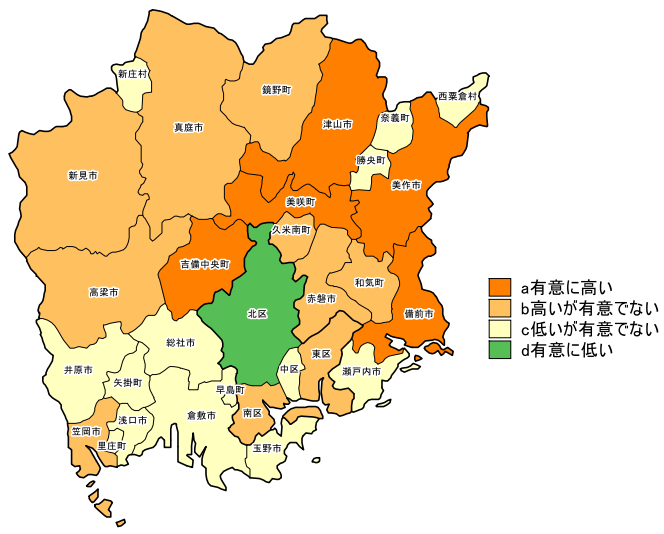 新庄村
鏡野町
西粟倉村
奈義町
津山市
真庭市
勝央町
新見市
美作市
美咲町
久米南町
吉備中央町
和気町
高梁市
赤磐市
北区
備前市
a有意に高い
b高いが有意でない
c低いが有意でない
d有意に低い
総社市
東区
井原市
中区
瀬戸内市
矢掛町
早島町
南区
倉敷市
浅口市
笠岡市
里庄町
玉野市